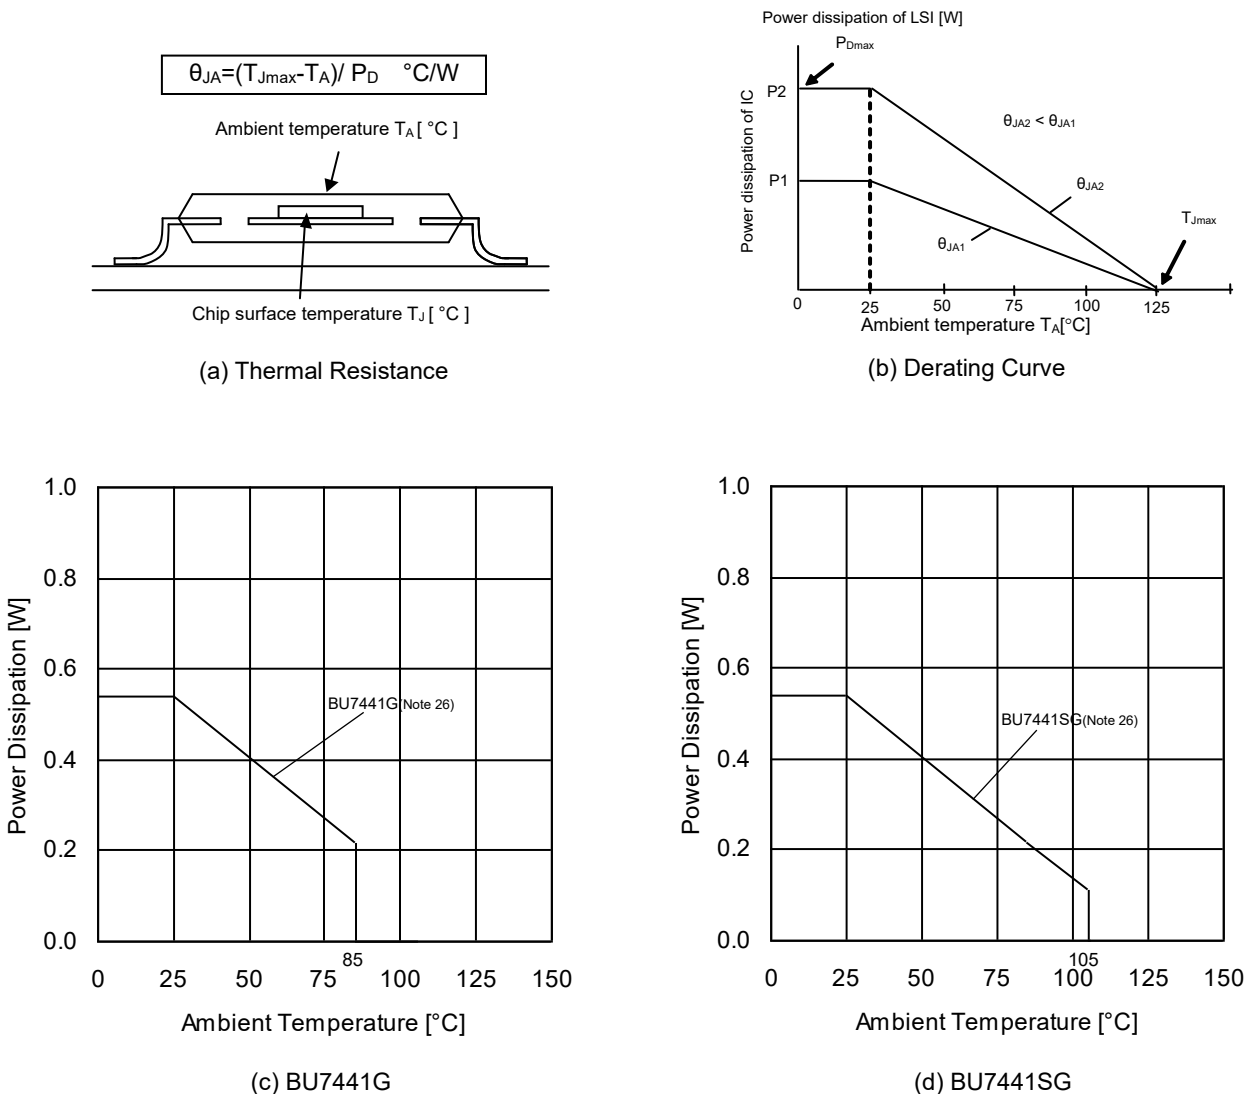 θJA=(TJmax-TA)/ PD °C/W
Ambient temperature TA [ °C ]
Chip surface temperature TJ [ °C ]
(a) Thermal Resistance
Power dissipation of LSI [W]
PDmax
P2
P1
Power dissipation of IC
θJA2 < θJA1
θJA2
θJA1
TJmax
0 25 50 75 100 125
Ambient temperature TA[°C]
(b) Derating Curve
1.0
0.8
0.6
0.4
0.2
0.0
Power Dissipation [W]
BU7441G(Note 26)
85
0 25 50 75 100 125 150
Ambient Temperature [°C]
(c) BU7441G
1.0
0.8
0.6
0.4
0.2
0.0
Power Dissipation [W]
BU7441SG(Note 26)
105
0 25 50 75 100 125 150
Ambient Temperature [°C]
(d) BU7441SG